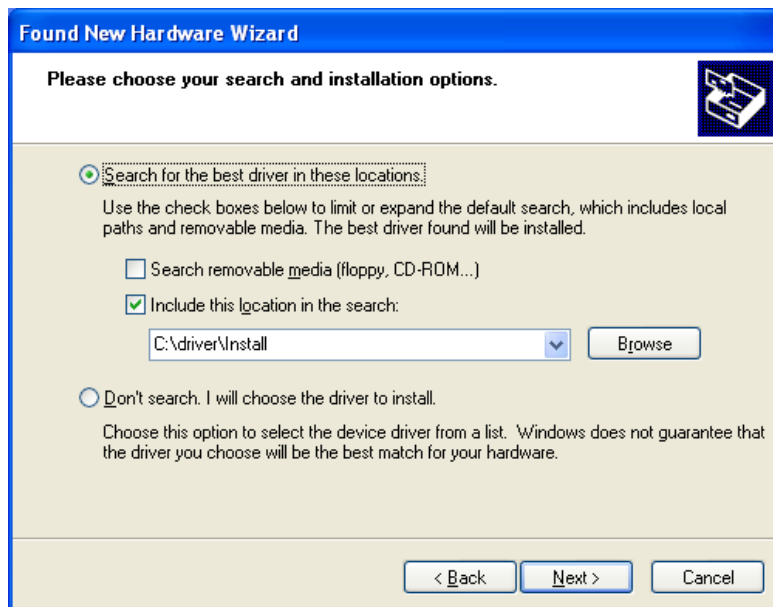 Found New Hardware Wizard
Please choose your search and installation options.
Search for the best driver in these locations.
Use the check boxes below to limit or expand the default search, which includes local
paths and removable media. The best driver found will be installed.
Search removable media (floppy, CD-ROM...)
Include this location in the search:
C:\driver\Install
Browse
Don't search. I will choose the driver to install.
Choose this option to select the device driver from a list.  Windows does not guarantee that
the driver you choose will be the best match for your hardware.
< Back
Next >
Cancel